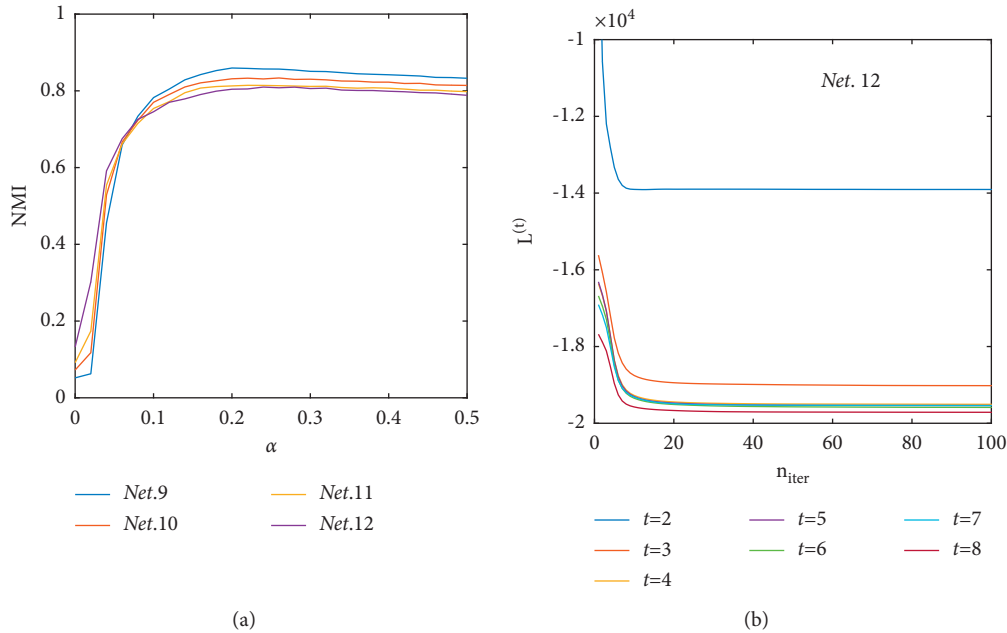 1
0.8
0.6
0.4
0.2
0
NMI
0 0.1 0.2 0.3 0.4 0.5
α
Net.9
Net.10
Net.11
Net.12
(a)
×10⁴
-1
-1.2
-1.4
-1.6
-1.8
-2
L⁽ᵗ⁾
Net. 12
0 20 40 60 80 100
n_iter
t=2
t=3
t=4
t=5
t=6
t=7
t=8
(b)